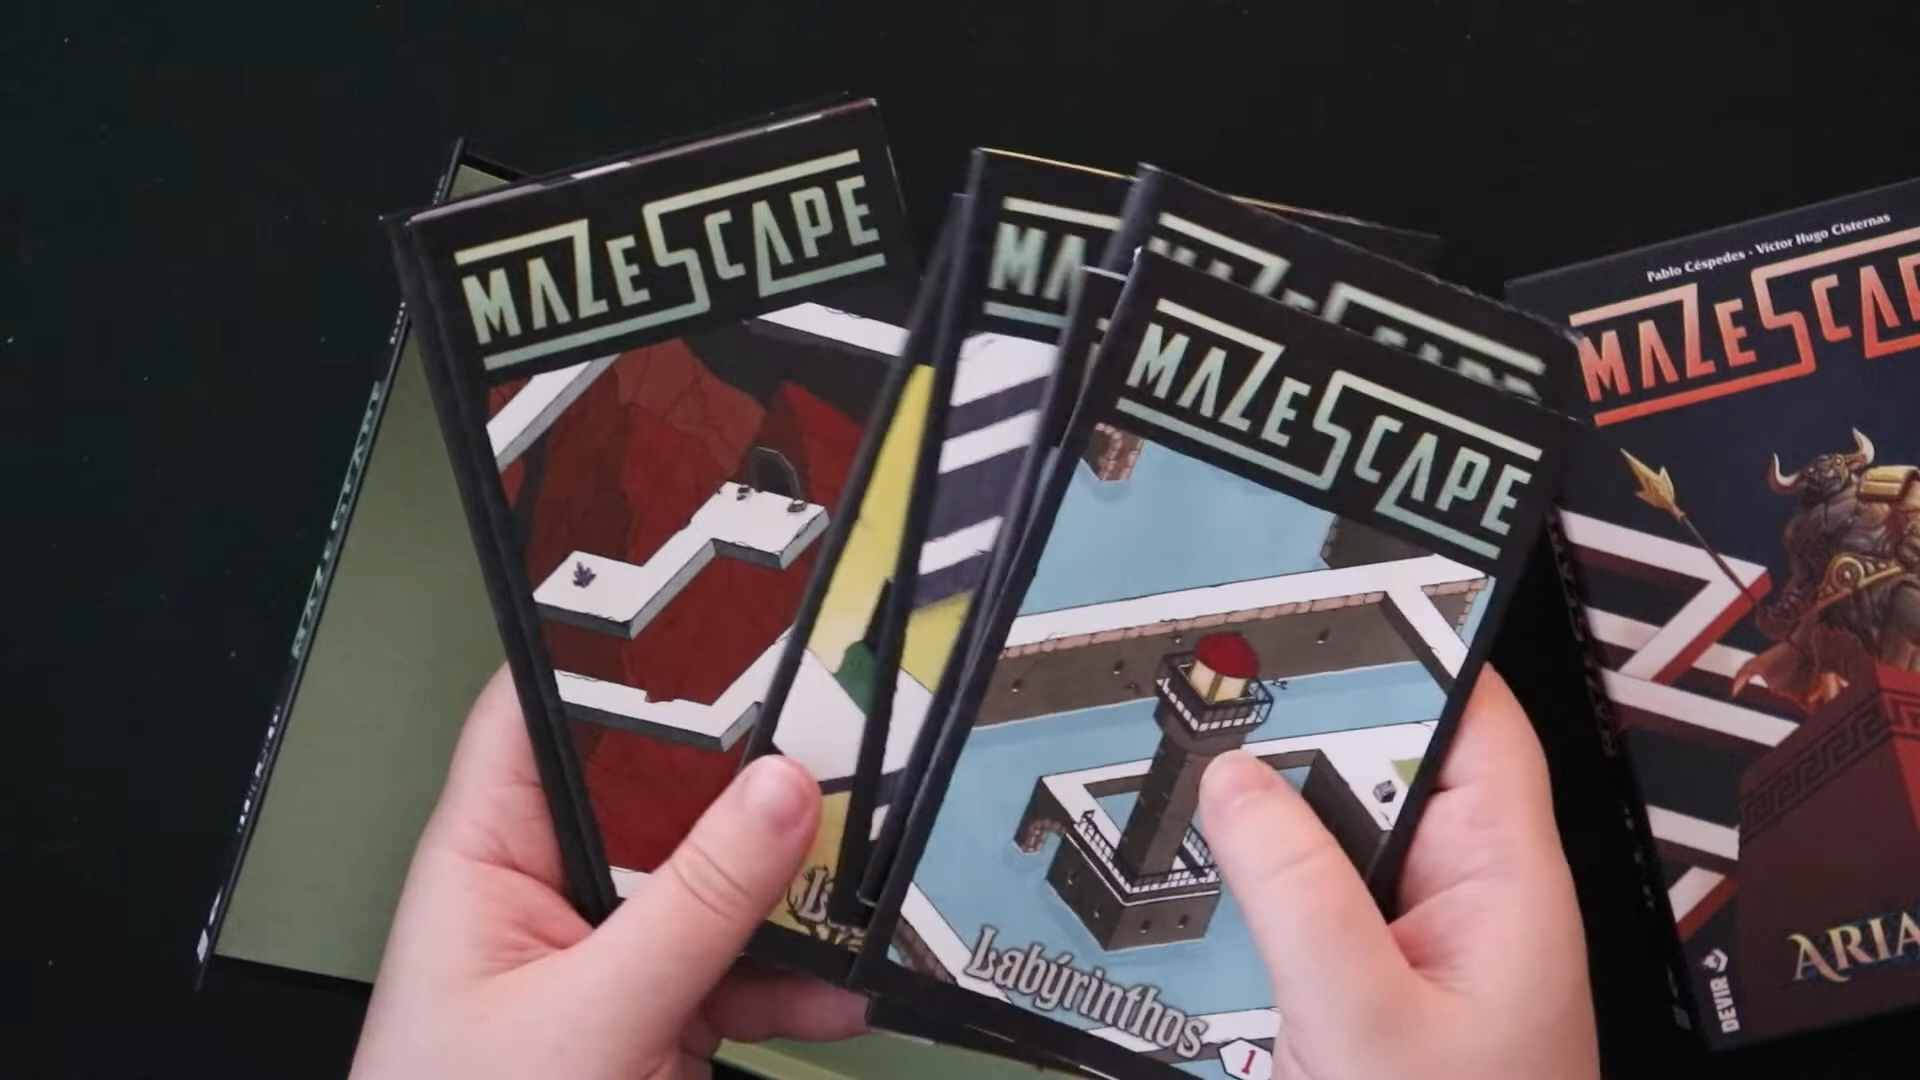 MAZESCAPE
MAZESCAPE
Labýrinthos
1
Pablo Céspedes · Víctor Hugo Cisternas
MAZESCAP
DEVIR
ARIA
MAZESCAPE